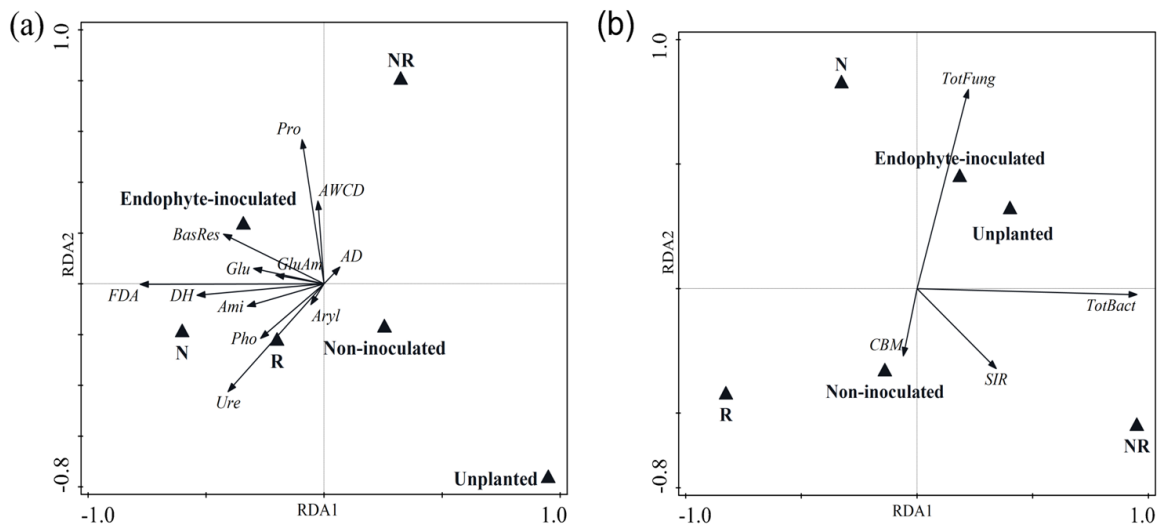 (a)
1.0
NR
Pro
AWCD
Endophyte-inoculated
BasRes
AD
Glu
GluAm
FDA
DH
Ami
Aryl
Pho
N
R
Non-inoculated
Ure
Unplanted
RDA2
-0.8
-1.0
RDA1
1.0
(b)
1.0
N
TotFung
Endophyte-inoculated
Unplanted
TotBact
CBM
SIR
Non-inoculated
R
NR
RDA2
-0.8
-1.0
RDA1
1.0